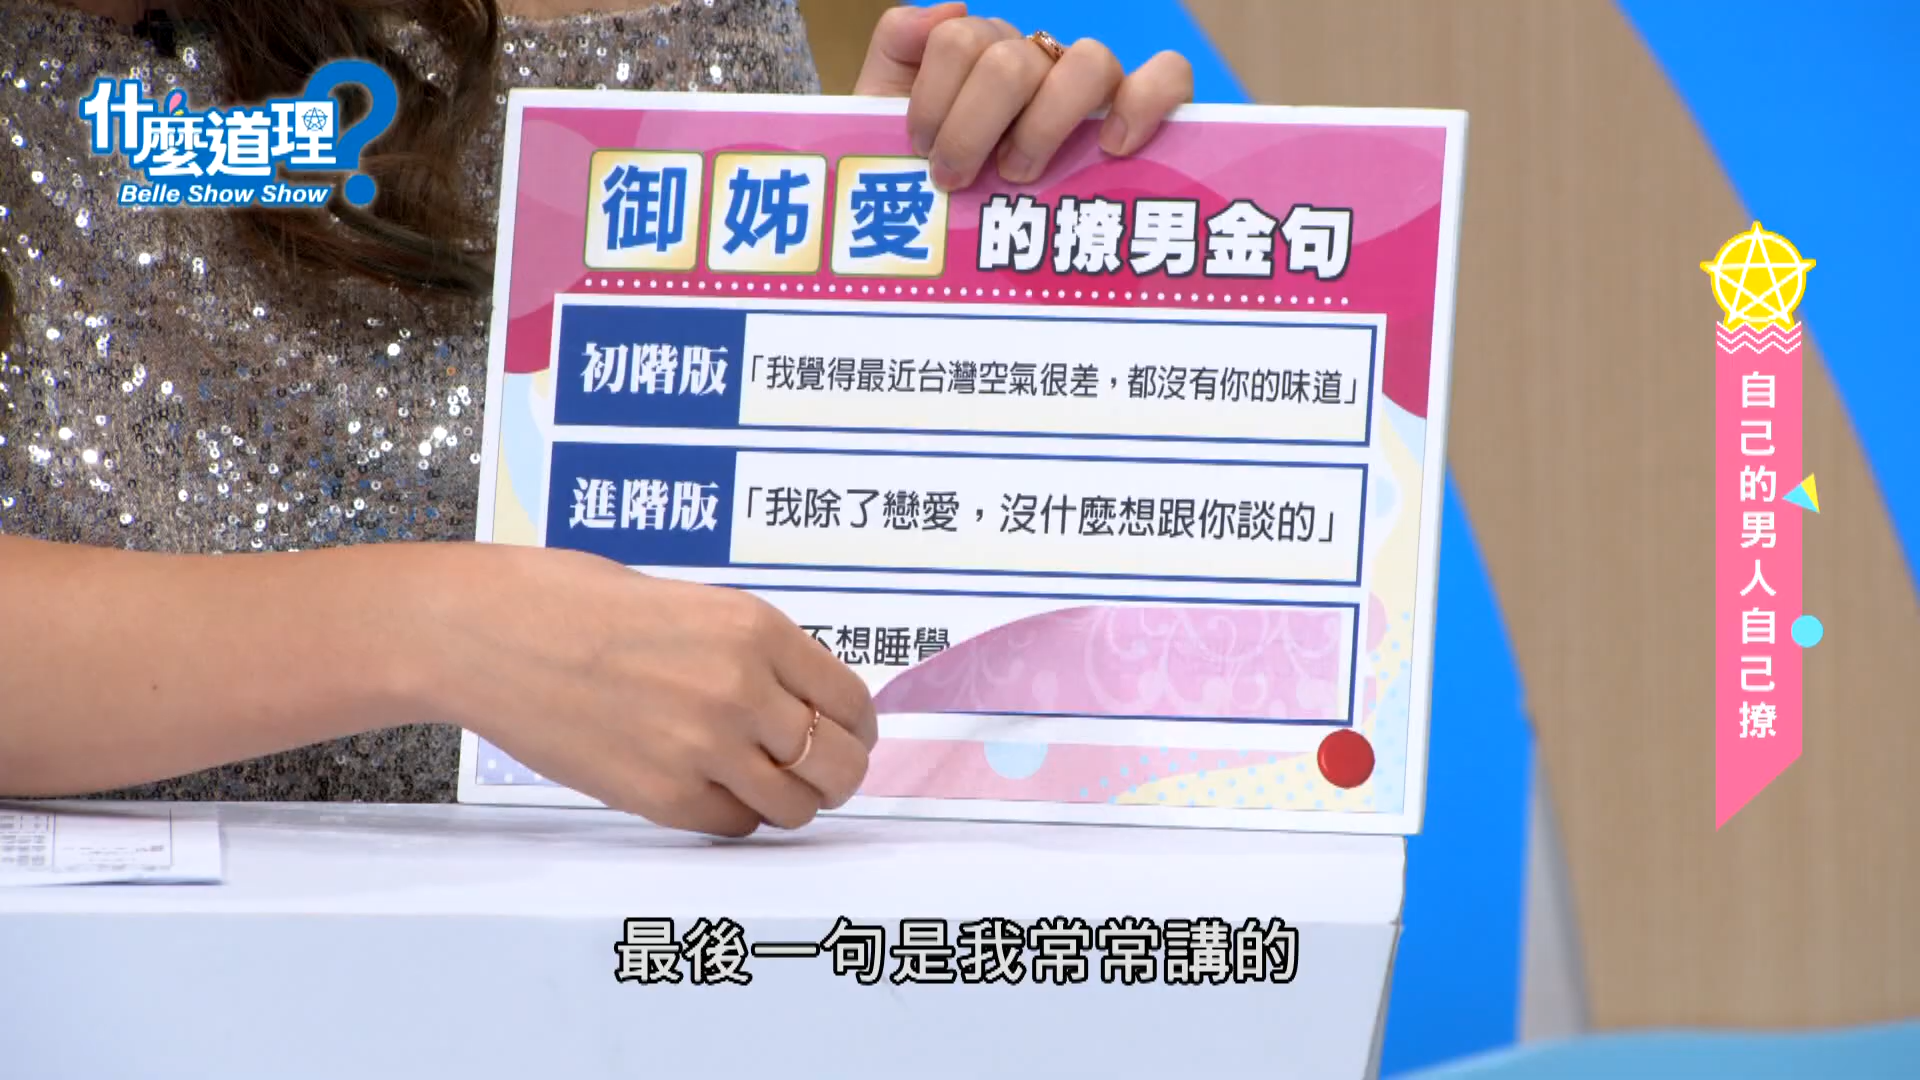 什麼道理?
Belle Show Show
御姊愛的撩男金句
初階版
「我覺得最近台灣空氣很差，都沒有你的味道」
進階版
「我除了戀愛，沒什麼想跟你談的」
不想睡覺
自己的男人自己撩
最後一句是我常常講的